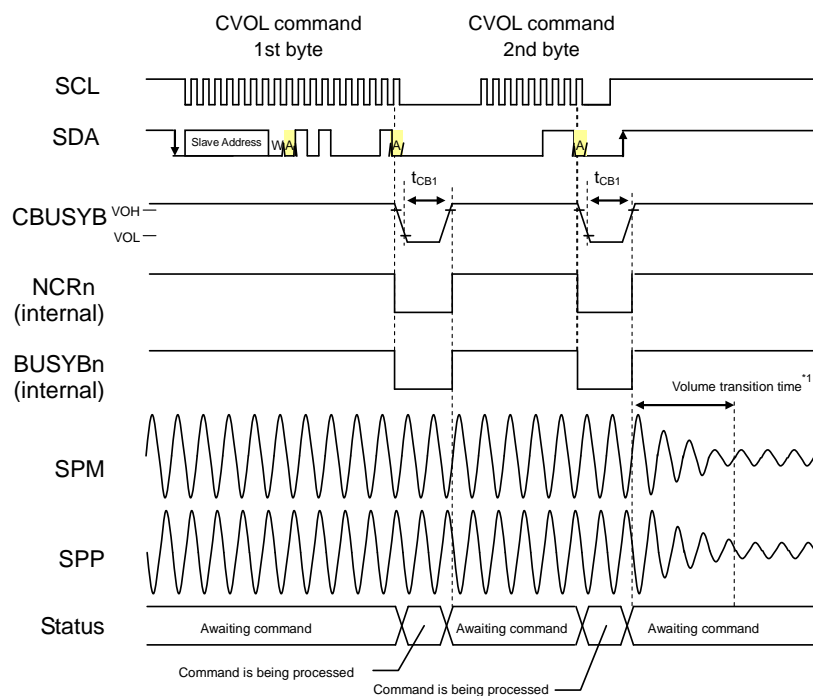 CVOL command
1st byte
CVOL command
2nd byte
SCL
SDA
Slave Address
W
A
A
A
tCB1
tCB1
CBUSYB
VOH
VOL
NCRn
(internal)
BUSYBn
(internal)
Volume transition time*1
SPM
SPP
Status
Awaiting command
Awaiting command
Awaiting command
Command is being processed
Command is being processed